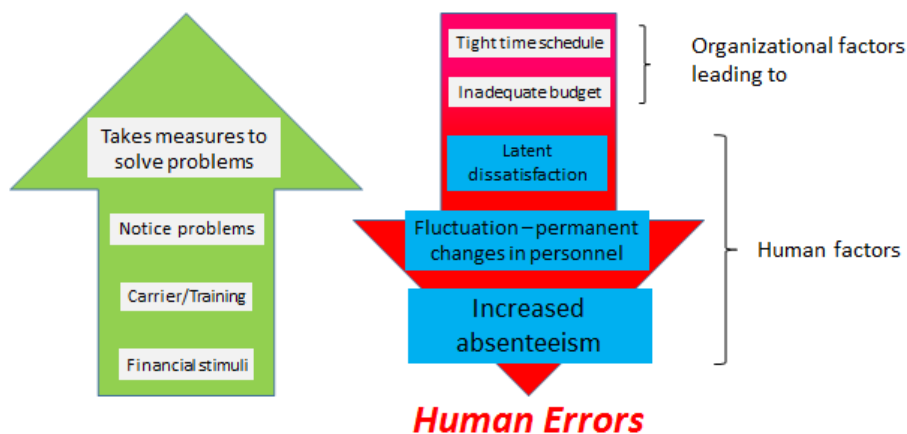 Takes measures to
solve problems
Notice problems
Carrier/Training
Financial stimuli
Tight time schedule
Inadequate budget
Latent
dissatisfaction
Fluctuation – permanent
changes in personnel
Increased
absenteeism
Human Errors
Organizational factors
leading to
Human factors